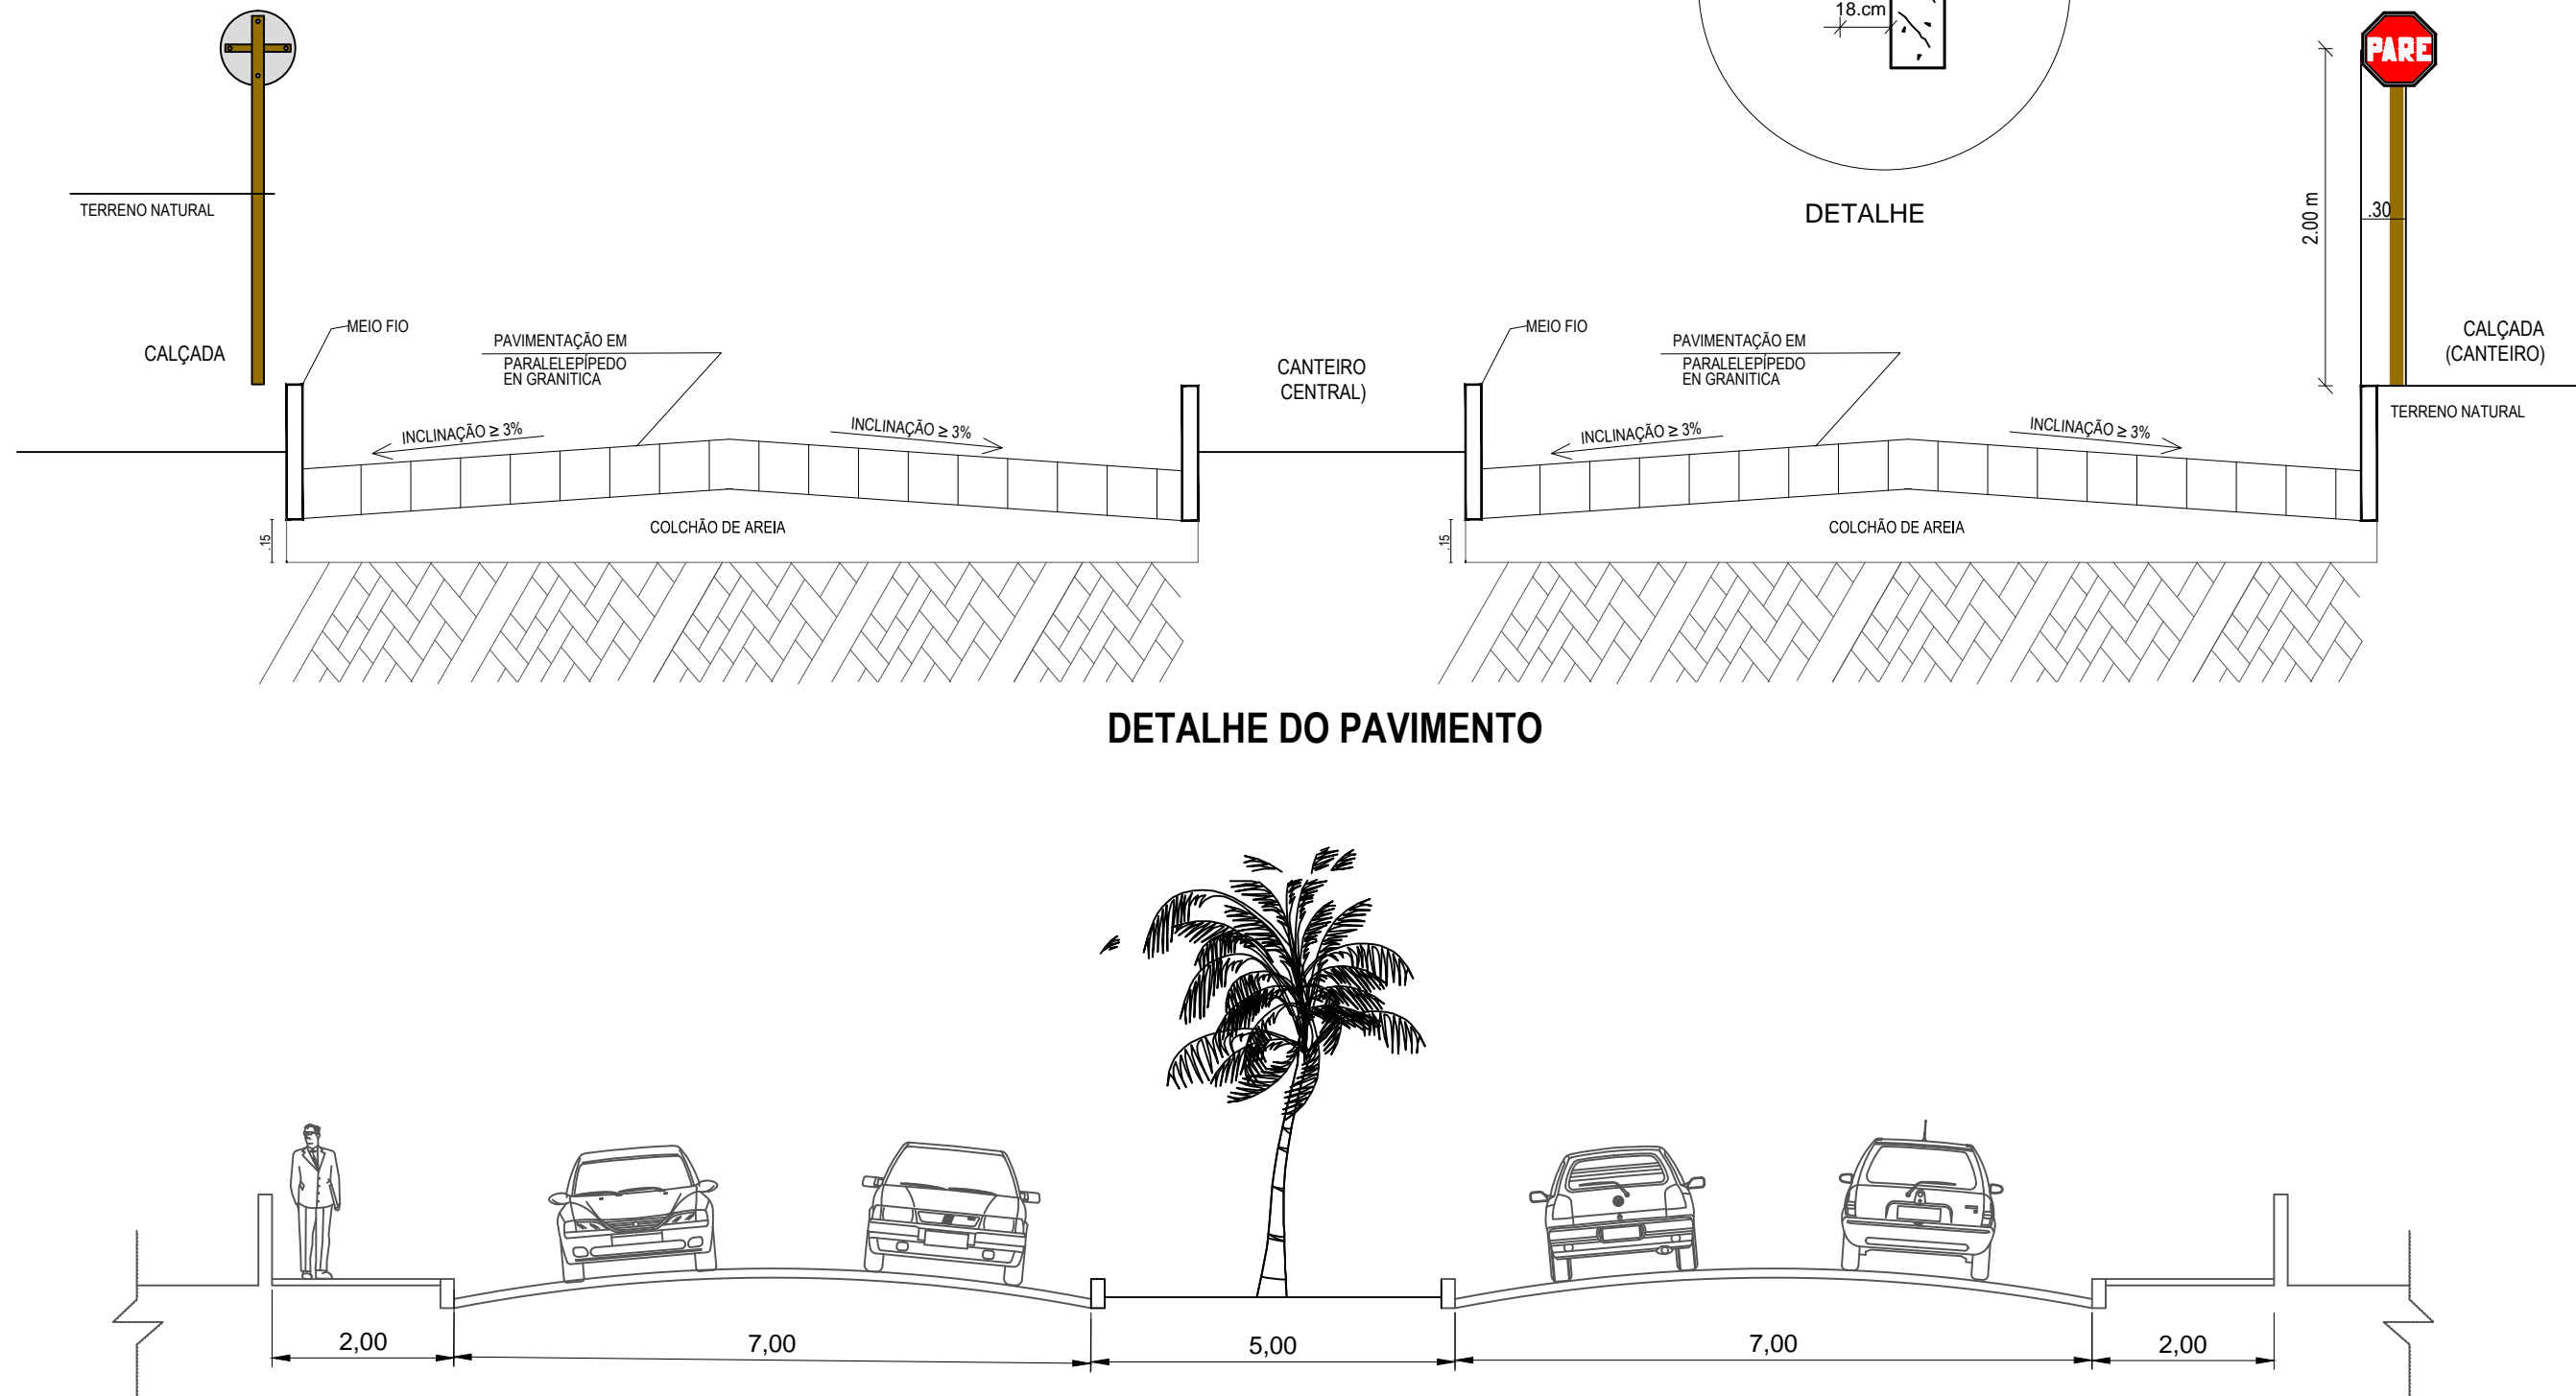 18.cm
PARE
TERRENO NATURAL
DETALHE
2.00 m
.30
MEIO FIO
CALÇADA
PAVIMENTAÇÃO EM
PARALELEPÍPEDO
EN GRANITICA
CANTEIRO
CENTRAL)
MEIO FIO
PAVIMENTAÇÃO EM
PARALELEPÍPEDO
EN GRANITICA
CALÇADA
(CANTEIRO)
TERRENO NATURAL
INCLINAÇÃO ≥ 3%
INCLINAÇÃO ≥ 3%
INCLINAÇÃO ≥ 3%
INCLINAÇÃO ≥ 3%
.15
COLCHÃO DE AREIA
.15
COLCHÃO DE AREIA
DETALHE DO PAVIMENTO
2,00
7,00
5,00
7,00
2,00